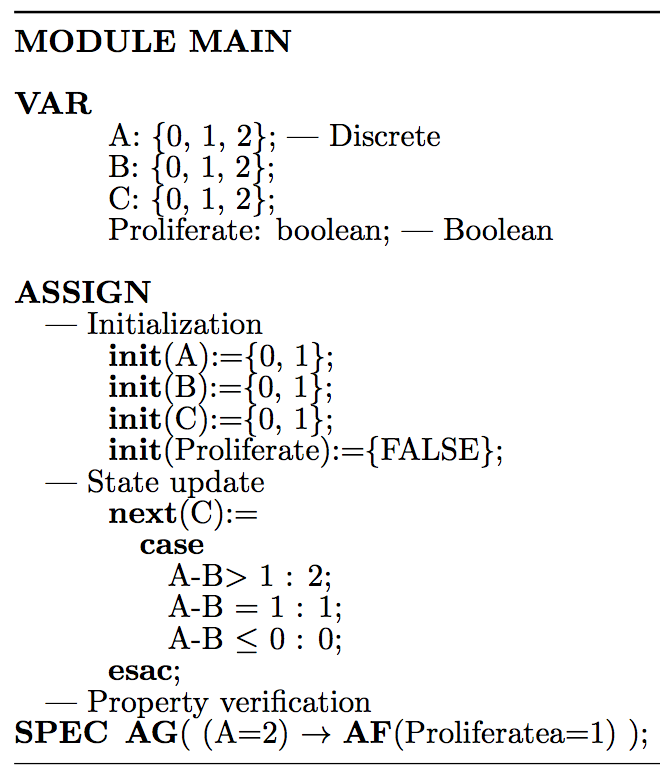 MODULE MAIN
VAR
A: {0, 1, 2}; — Discrete
B: {0, 1, 2};
C: {0, 1, 2};
Proliferate: boolean; — Boolean
ASSIGN
— Initialization
init(A):={0, 1};
init(B):={0, 1};
init(C):={0, 1};
init(Proliferate):={FALSE};
— State update
next(C):=
case
A-B> 1 : 2;
A-B = 1 : 1;
A-B ≤ 0 : 0;
esac;
— Property verification
SPEC AG( (A=2) → AF(Proliferatea=1) );